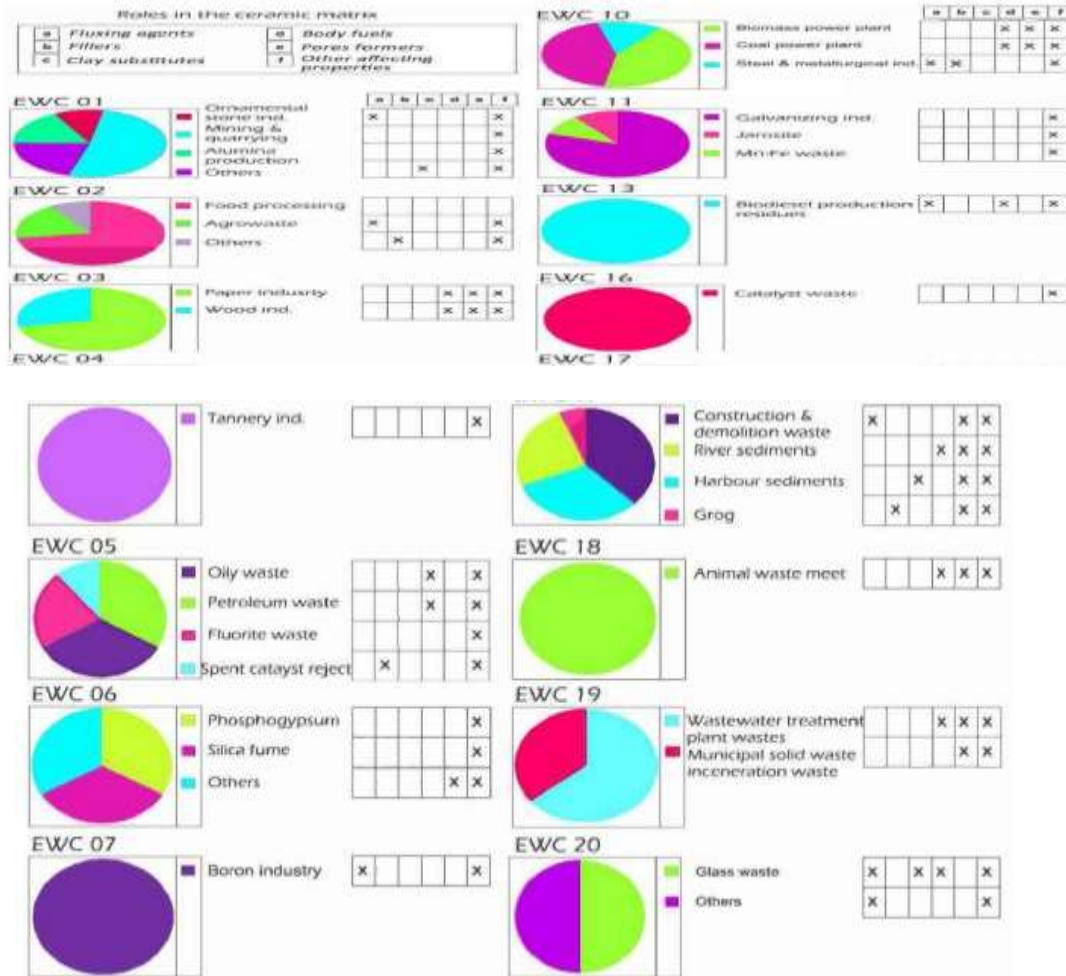 Roles in the ceramic matrix
a Fluxing agents
b Fillers
c Clay substitutes
d Body fuels
e Pores formers
f Other affecting
properties
EWC 01
a b c d e f
Ornamental
stone ind.
x x
Mining &
quarrying
x
Alumina
production
x
Others
x x
EWC 02
Food processing
Agrowaste
x x
Others
x x
EWC 03
Paper indusrty
x x x
Wood ind.
x x x
EWC 04
EWC 10
a b c d e f
Biomass power plant
x x x
Coal power plant
x x x
Steel & metallurgical ind.
x x x
EWC 11
Galvanizing ind.
x
Jarosite
x
Mn-Fe waste
x
EWC 13
Biodiesel production
residues
x x x
EWC 16
Catalyst waste
x
EWC 17
Tannery ind.
x
EWC 05
Oily waste
x x
Petroleum waste
x x
Fluorite waste
x
Spent catayst reject
x x
EWC 06
Phosphogypsum
x
Silica fume
x
Others
x x
EWC 07
Boron industry
x x
Construction &
demolition waste
x x x
River sediments
x x x
Harbour sediments
x x x
Grog
x x x
EWC 18
Animal waste meet
x x x
EWC 19
Wastewater treatment
plant wastes
x x x
Municipal solid waste
inceneration waste
x x
EWC 20
Glass waste
x x x x
Others
x x